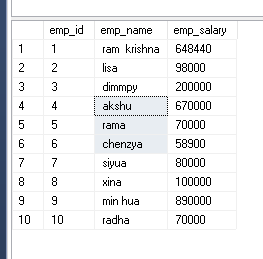 emp_id emp_name emp_salary
1 1 ram krishna 648440
2 2 lisa 98000
3 3 dimmpy 200000
4 4 akshu 670000
5 5 rama 70000
6 6 chenzya 58900
7 7 siyua 80000
8 8 xina 100000
9 9 min hua 890000
10 10 radha 70000